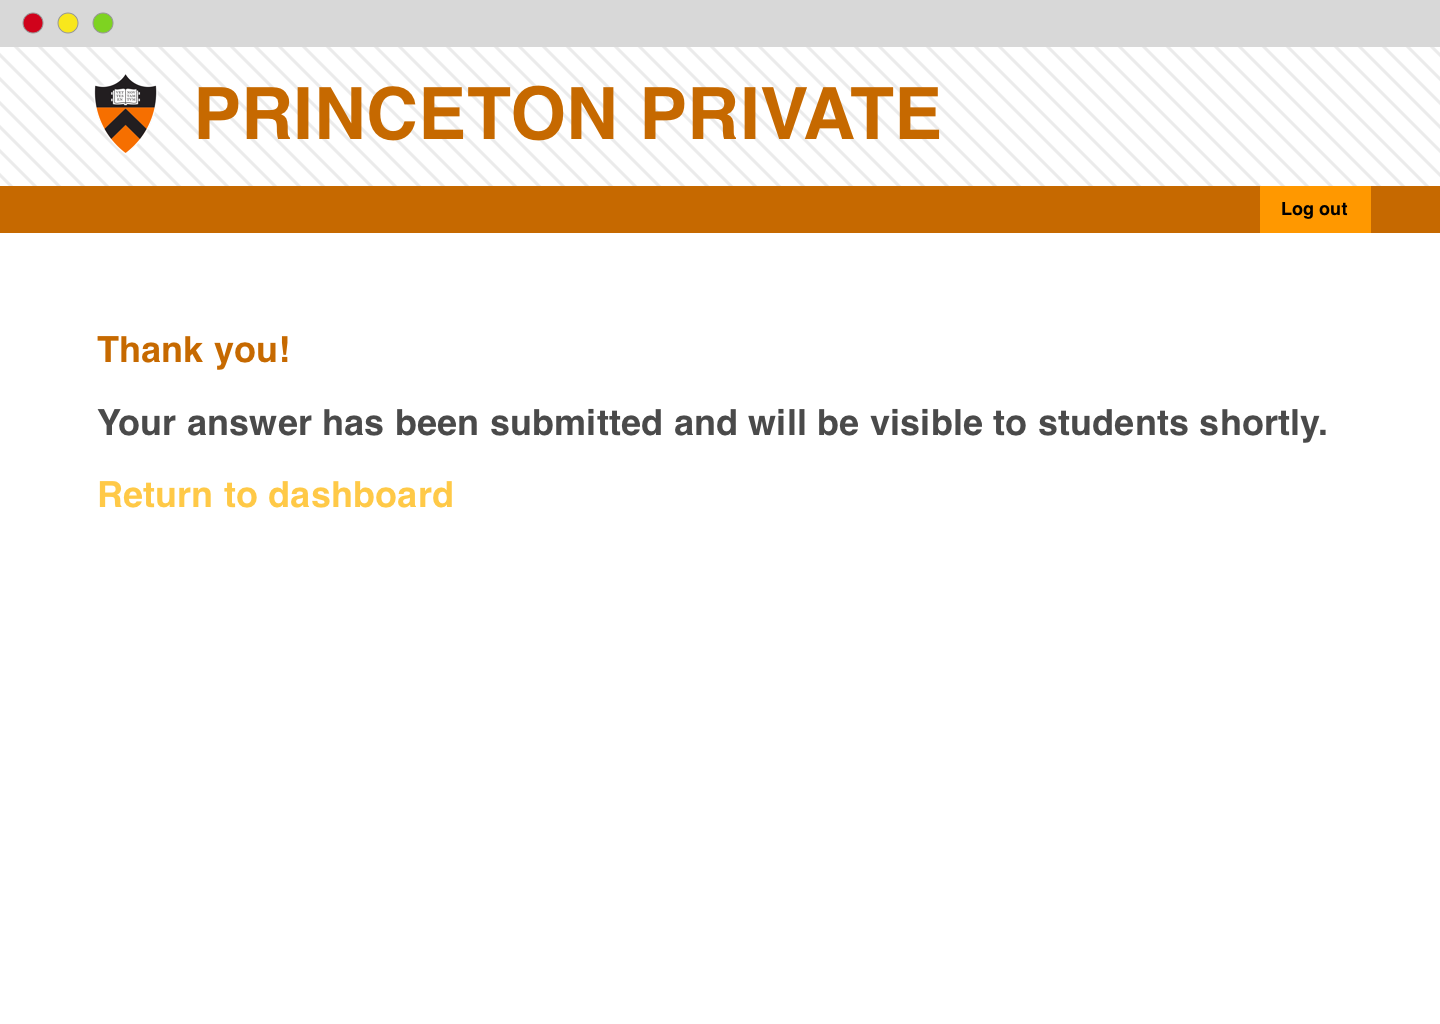 PRINCETON PRIVATE
Log out
Thank you!
Your answer has been submitted and will be visible to students shortly.
Return to dashboard